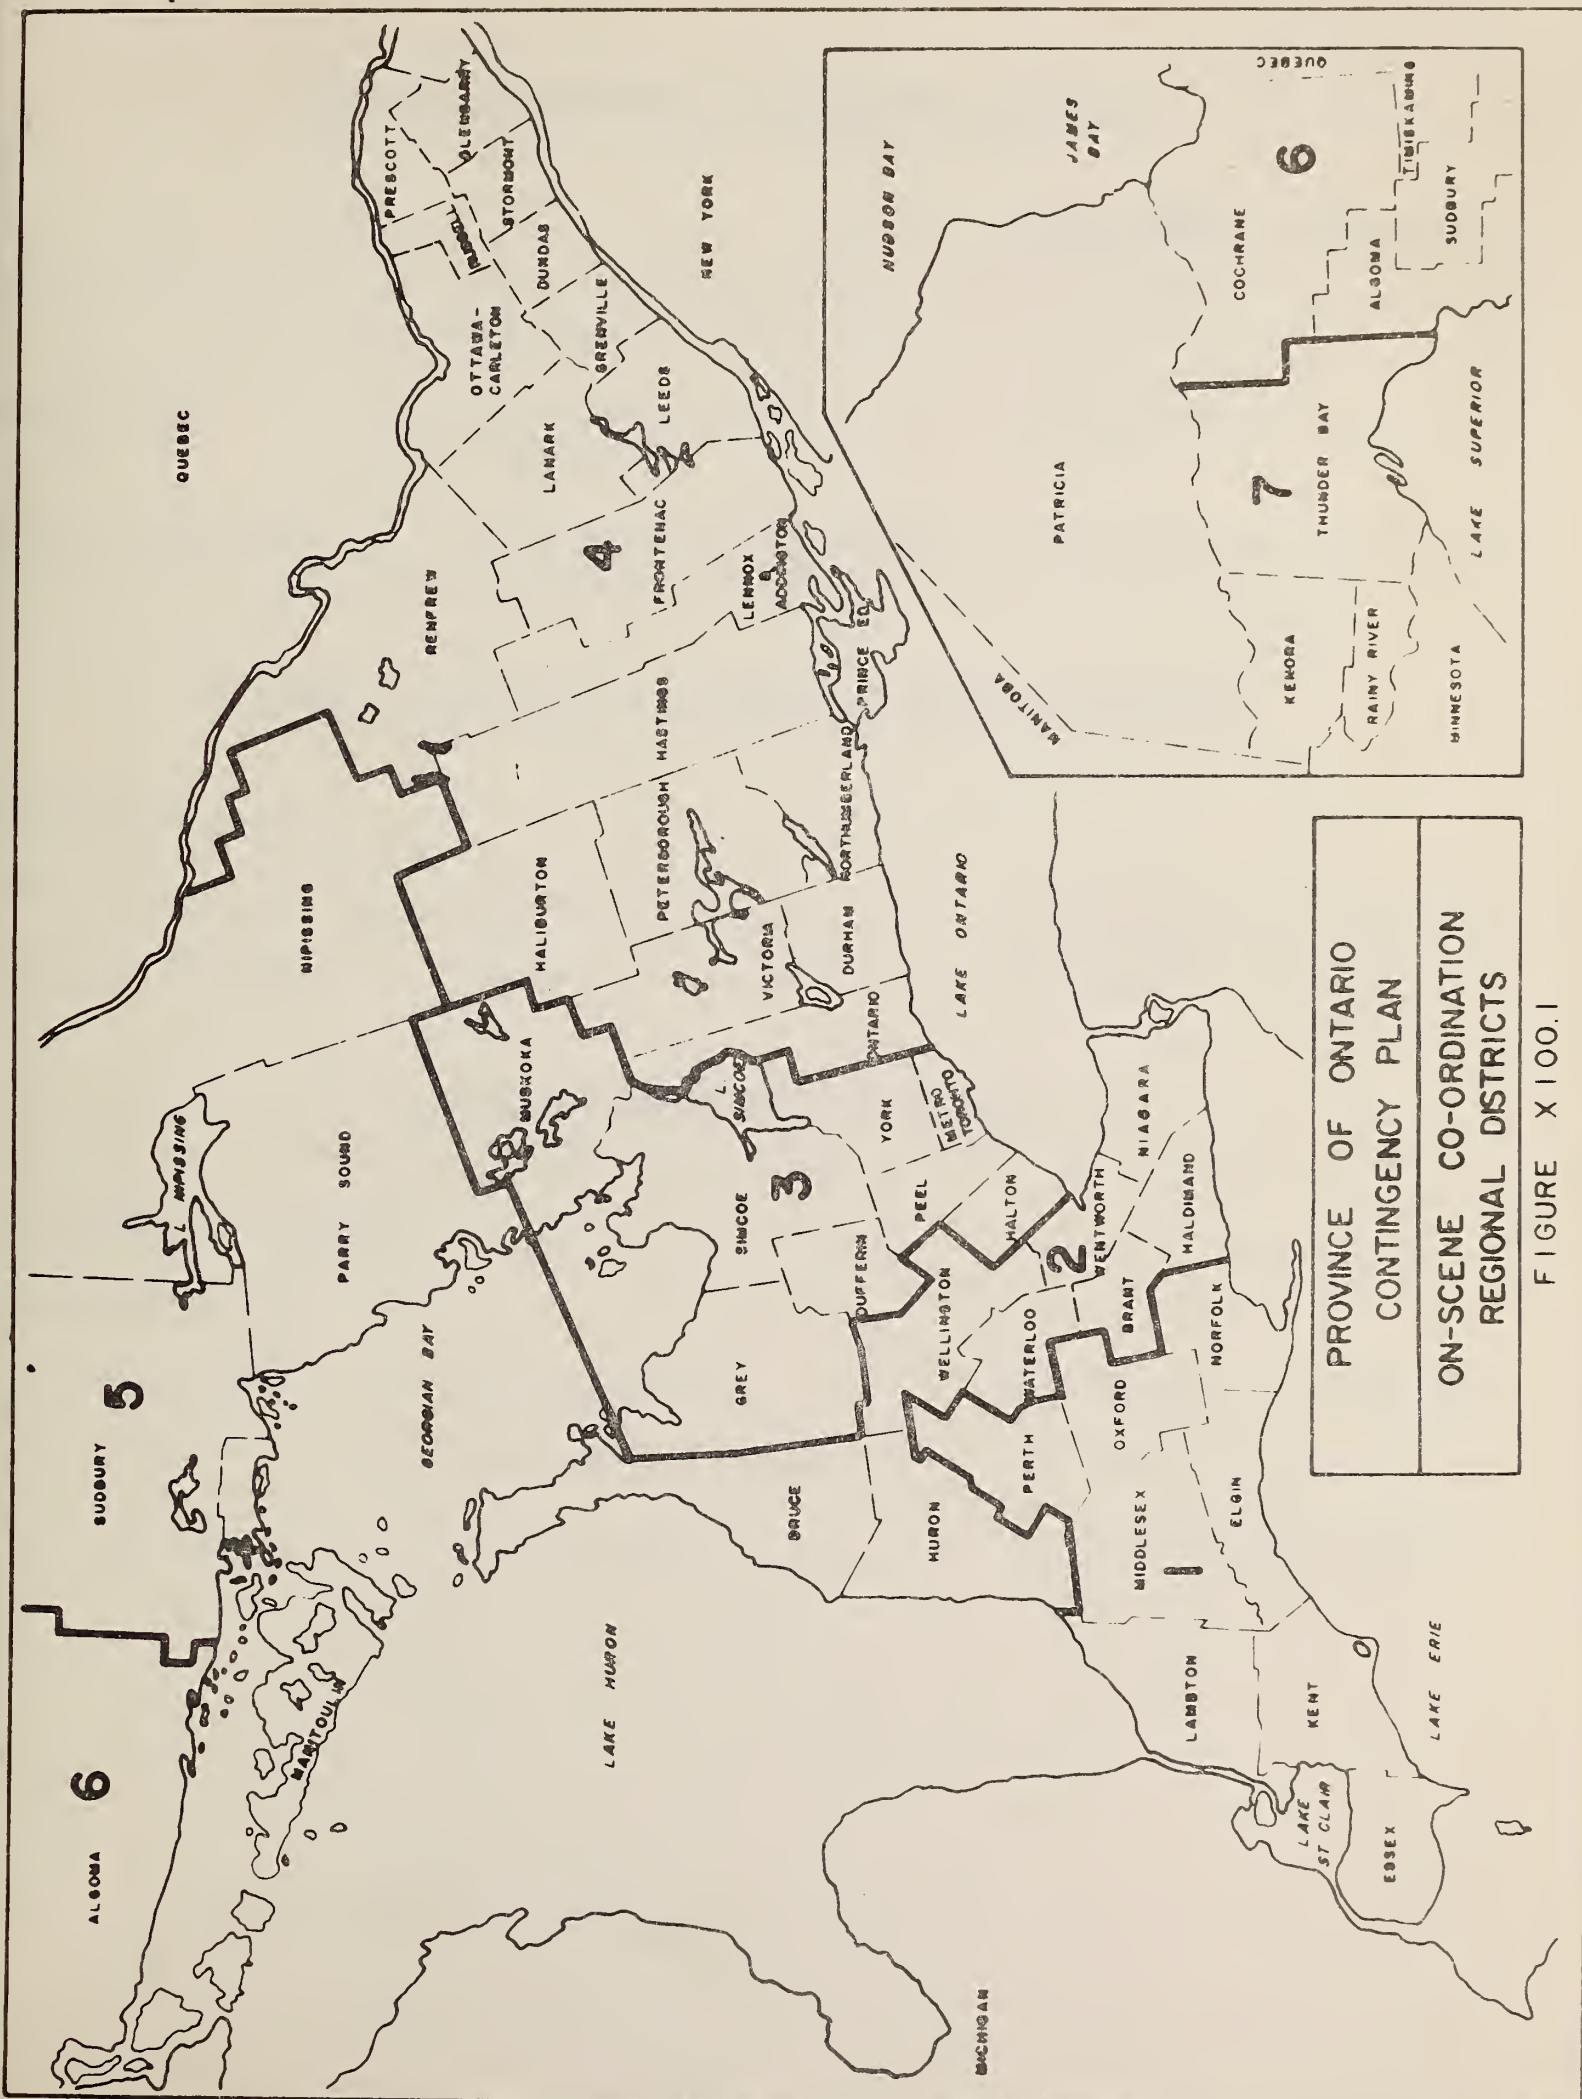 ALGOMA
6
SUDBURY
5
L. NIPISSING
PARRY SOUND
NIPISSING
QUEBEC
MANITOULIN
GEORGIAN BAY
MUSKOKA
HALIBURTON
RENFREW
OTTAWA-
CARLETON
PRESCOTT
RUSSELL
GLENGARRY
STORMONT
DUNDAS
GRENVILLE
LEEDS
LANARK
4
FRONTENAC
LENNOX
&
ADDINGTON
HASTINGS
PETERBOROUGH
PRINCE ED.
NORTHUMBERLAND
VICTORIA
DURHAM
ONTARIO
L.
SIMCOE
SIMCOE
3
YORK
METRO
TORONTO
PEEL
HALTON
DUFFERIN
GREY
BRUCE
HURON
WELLINGTON
WATERLOO
PERTH
2
WENTWORTH
BRANT
NIAGARA
HALDIMAND
NORFOLK
OXFORD
MIDDLESEX
1
ELGIN
LAMBTON
KENT
ESSEX
LAKE
ST CLAIR
LAKE ERIE
LAKE HURON
MICHIGAN
LAKE ONTARIO
NEW YORK
HUDSON BAY
JAMES
BAY
QUEBEC
MANITOBA
PATRICIA
COCHRANE
6
TIMISKAMING
ALGOMA
SUDBURY
7
THUNDER BAY
KENORA
RAINY RIVER
MINNESOTA
LAKE SUPERIOR
PROVINCE OF ONTARIO
CONTINGENCY PLAN
ON-SCENE CO-ORDINATION
REGIONAL DISTRICTS
FIGURE X100.1